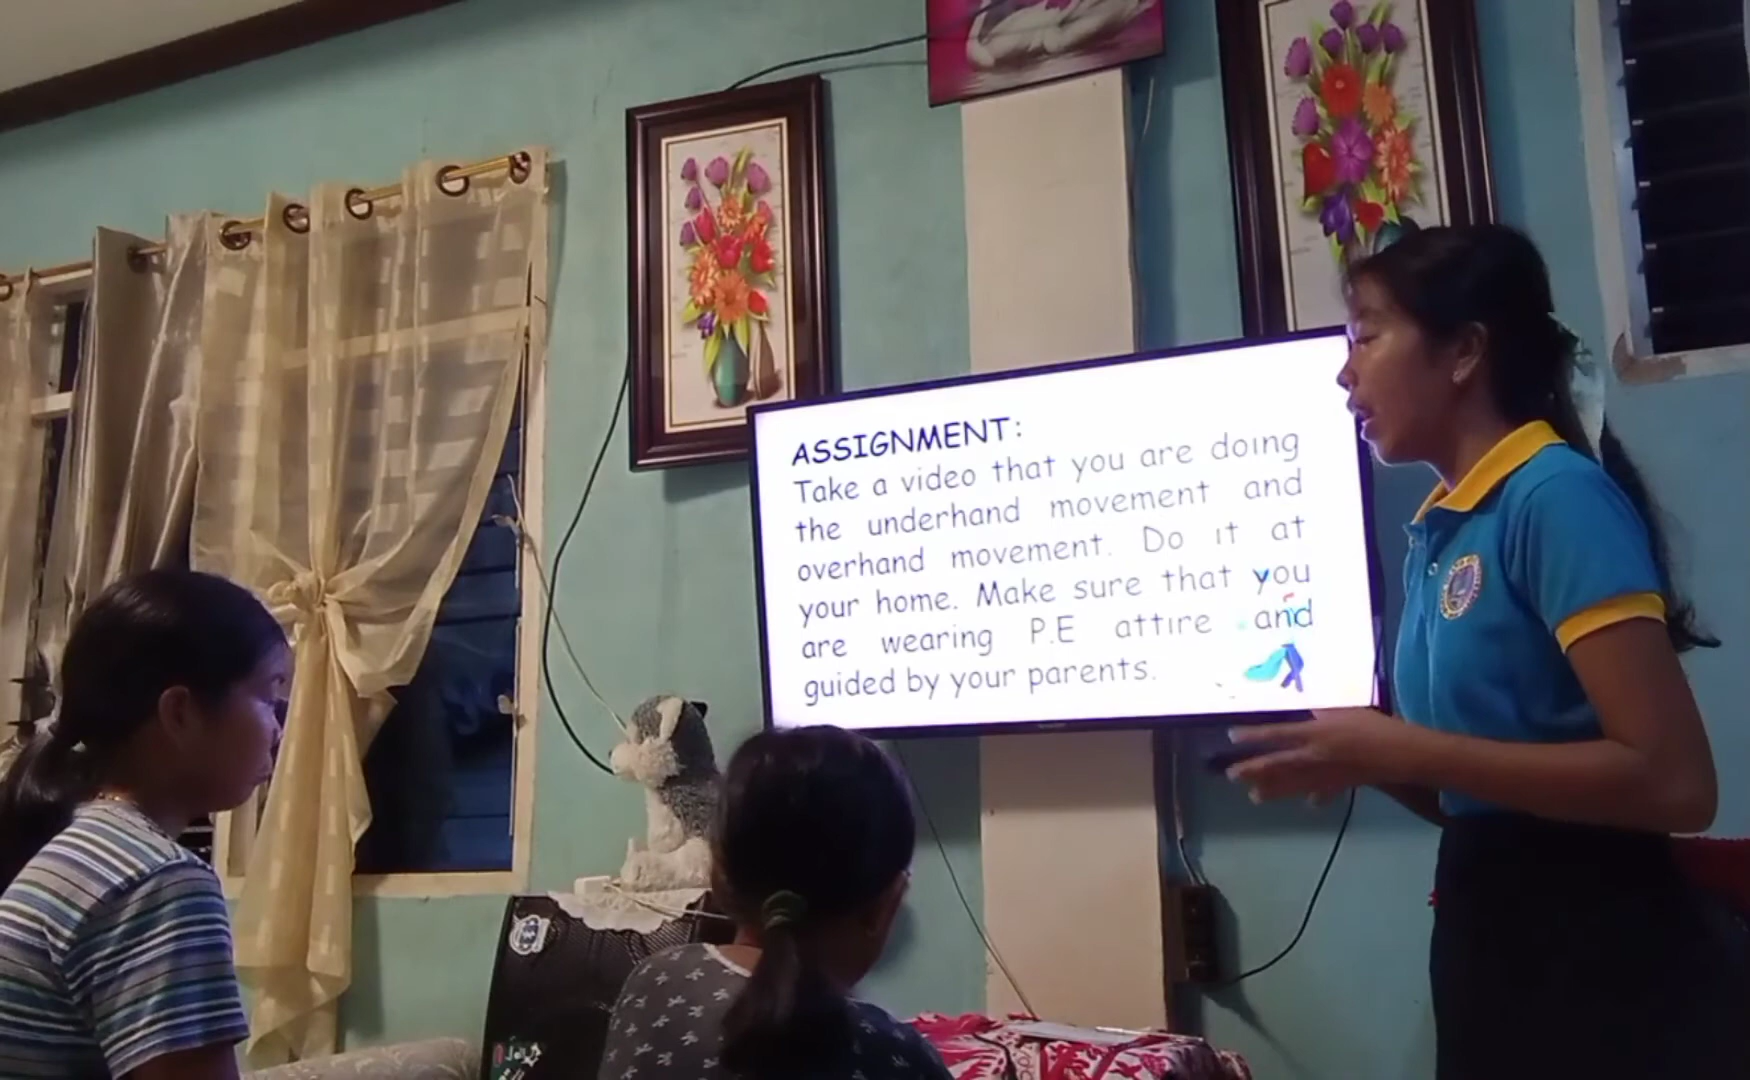 ASSIGNMENT:
Take a video that you are doing
the underhand movement and
overhand movement. Do it at
your home. Make sure that you
are wearing P.E attire and
guided by your parents.